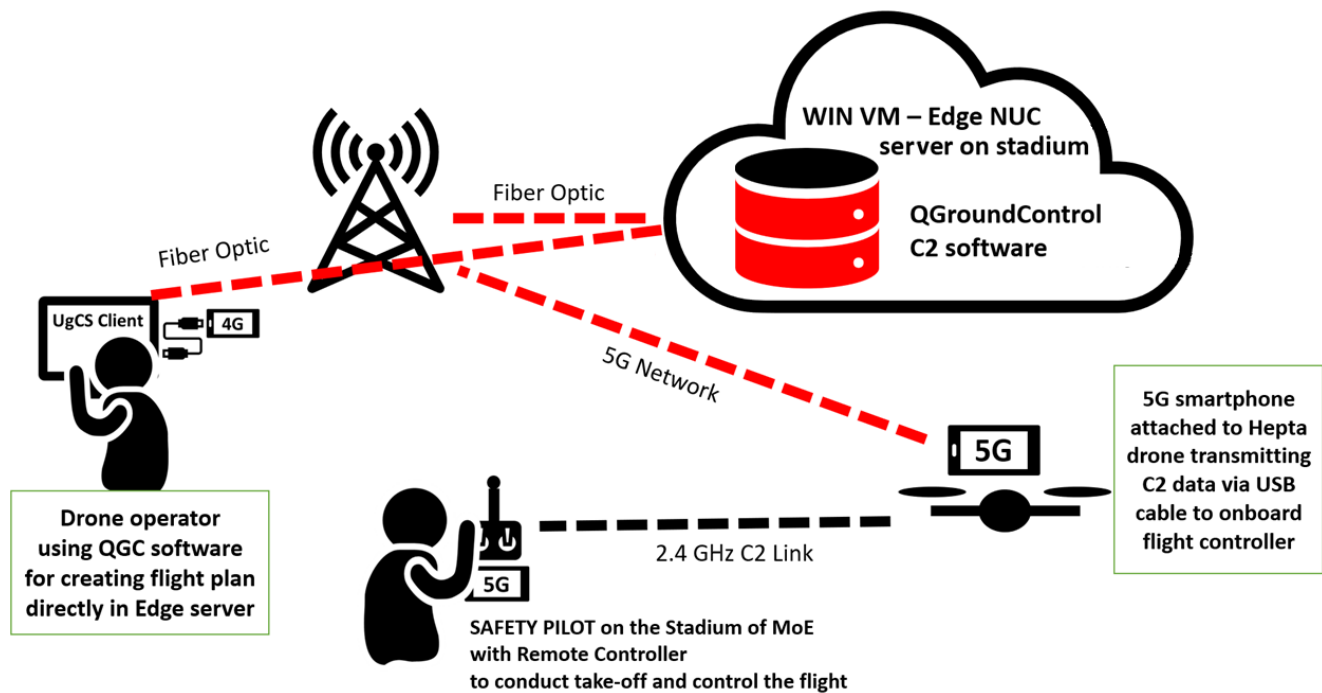 WIN VM – Edge NUC
server on stadium
QGroundControl
C2 software
Fiber Optic
Fiber Optic
UgCS Client
4G
5G Network
5G
5G smartphone
attached to Hepta
drone transmitting
C2 data via USB
cable to onboard
flight controller
Drone operator
using QGC software
for creating flight plan
directly in Edge server
2.4 GHz C2 Link
5G
SAFETY PILOT on the Stadium of MoE
with Remote Controller
to conduct take-off and control the flight